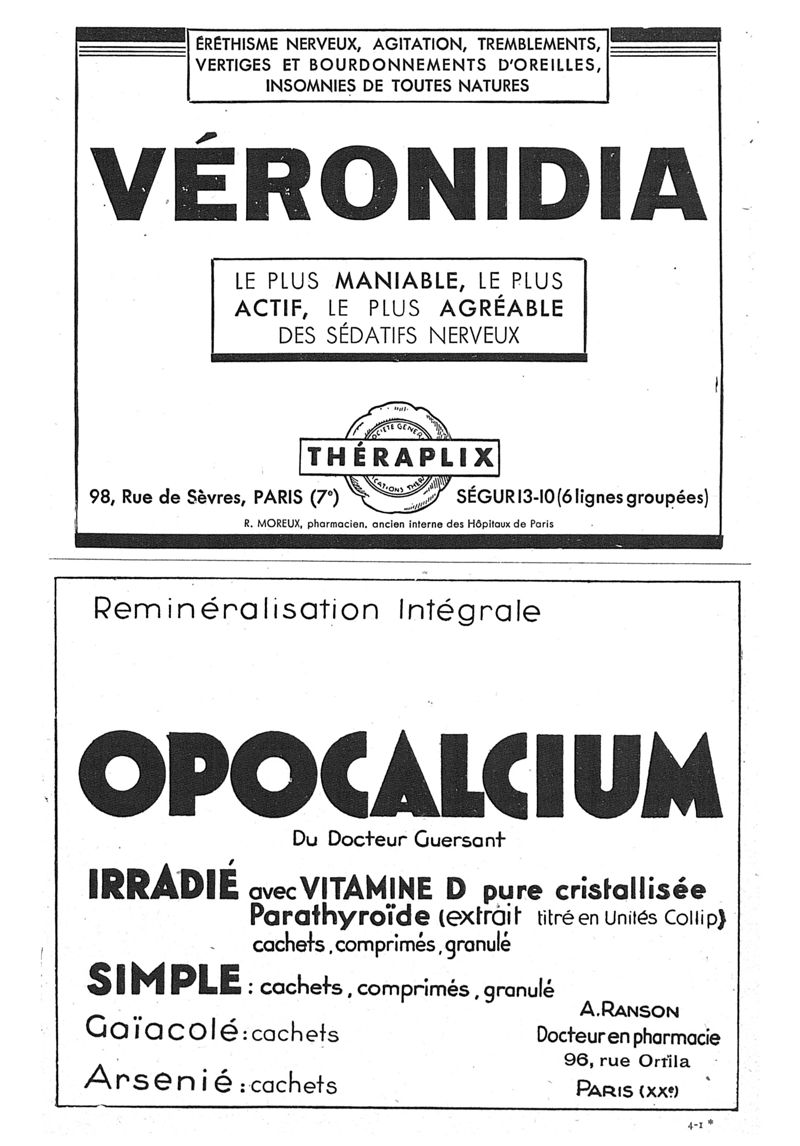 ÉRÉTHISME NERVEUX, AGITATION, TREMBLEMENTS,
VERTIGES ET BOURDONNEMENTS D'OREILLES,
INSOMNIES DE TOUTES NATURES
VÉRONIDIA
LE PLUS MANIABLE, LE PLUS
ACTIF, LE PLUS AGRÉABLE
DES SÉDATIFS NERVEUX
THÉRAPLIX
98, Rue de Sèvres, PARIS (7e)
SÉGUR 13-10 (6 lignes groupées)
R. MOREUX, pharmacien, ancien interne des Hôpitaux de Paris
Reminéralisation Intégrale
OPOCALCIUM
Du Docteur Guersant
IRRADIÉ avec VITAMINE D pure cristallisée
Parathyroïde (extrait titré en Unités Collip)
cachets, comprimés, granulé
SIMPLE : cachets, comprimés, granulé
Gaïacolé : cachets
Arsenié : cachets
A. RANSON
Docteur en pharmacie
96, rue Orfila
PARIS (XXe)
4-1 *